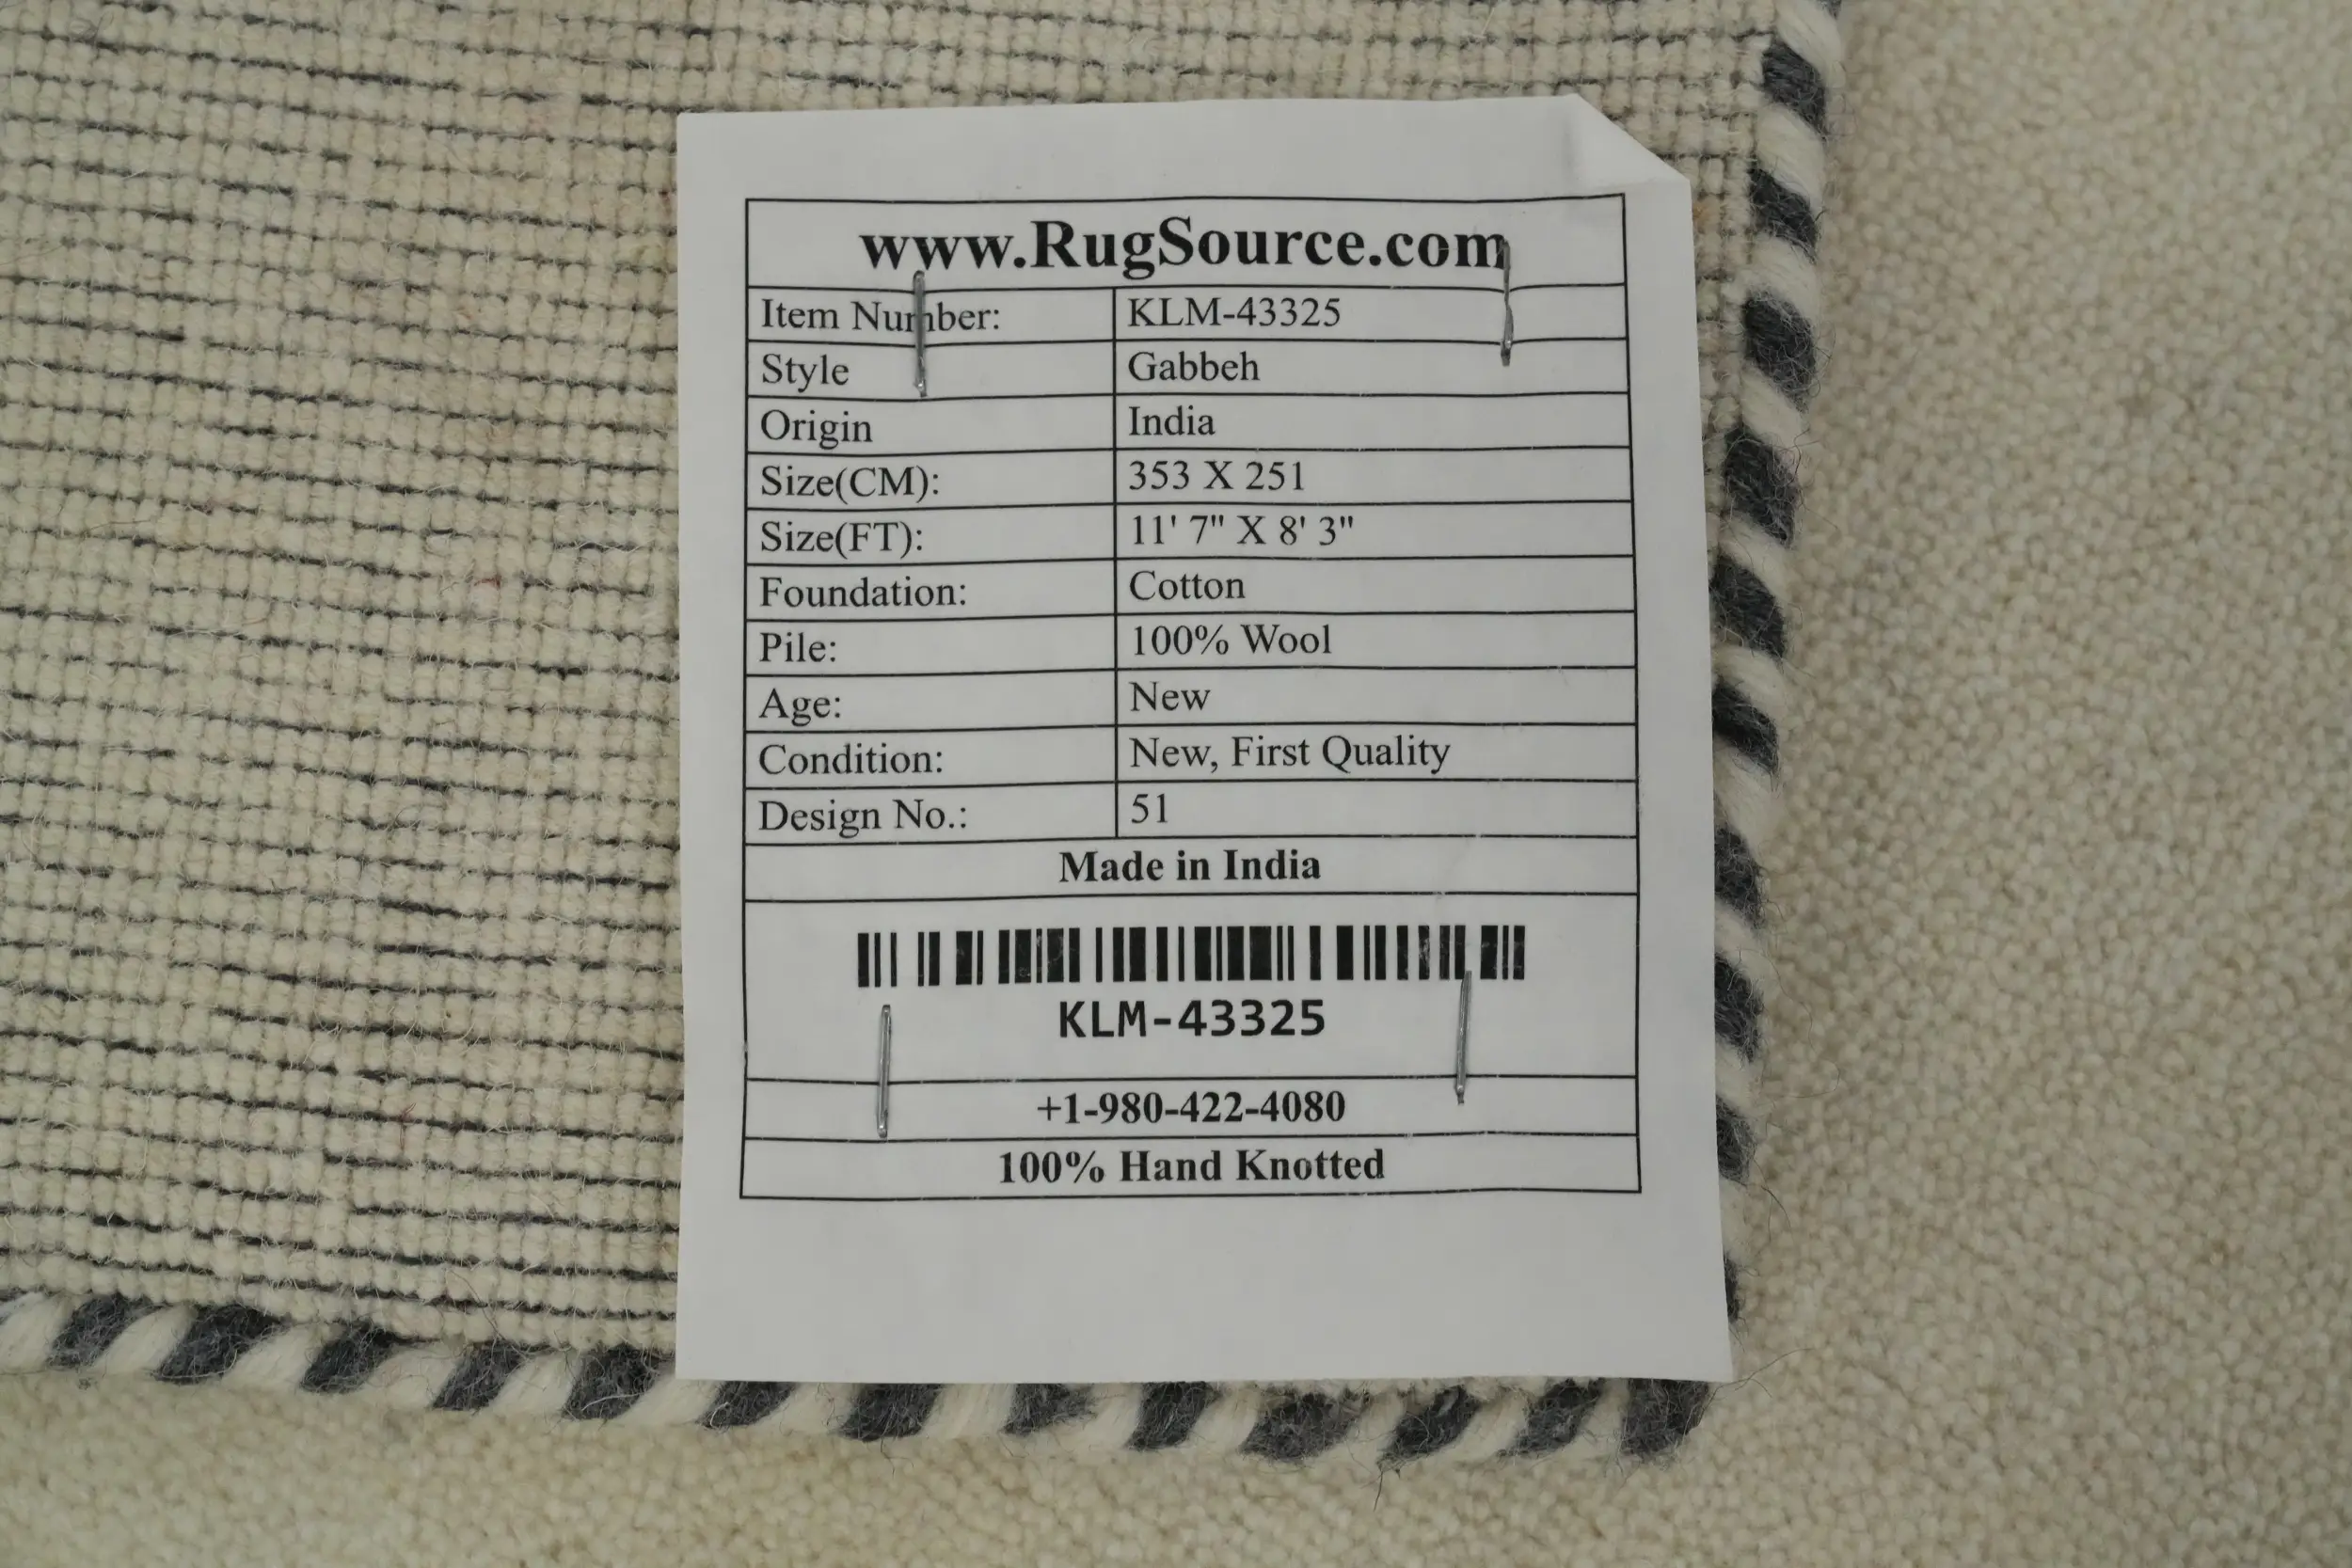 www.RugSource.com
Item Number: KLM-43325
Style Gabbeh
Origin India
Size(CM): 353 X 251
Size(FT): 11' 7" X 8' 3"
Foundation: Cotton
Pile: 100% Wool
Age: New
Condition: New, First Quality
Design No.: 51
Made in India
KLM-43325
+1-980-422-4080
100% Hand Knotted